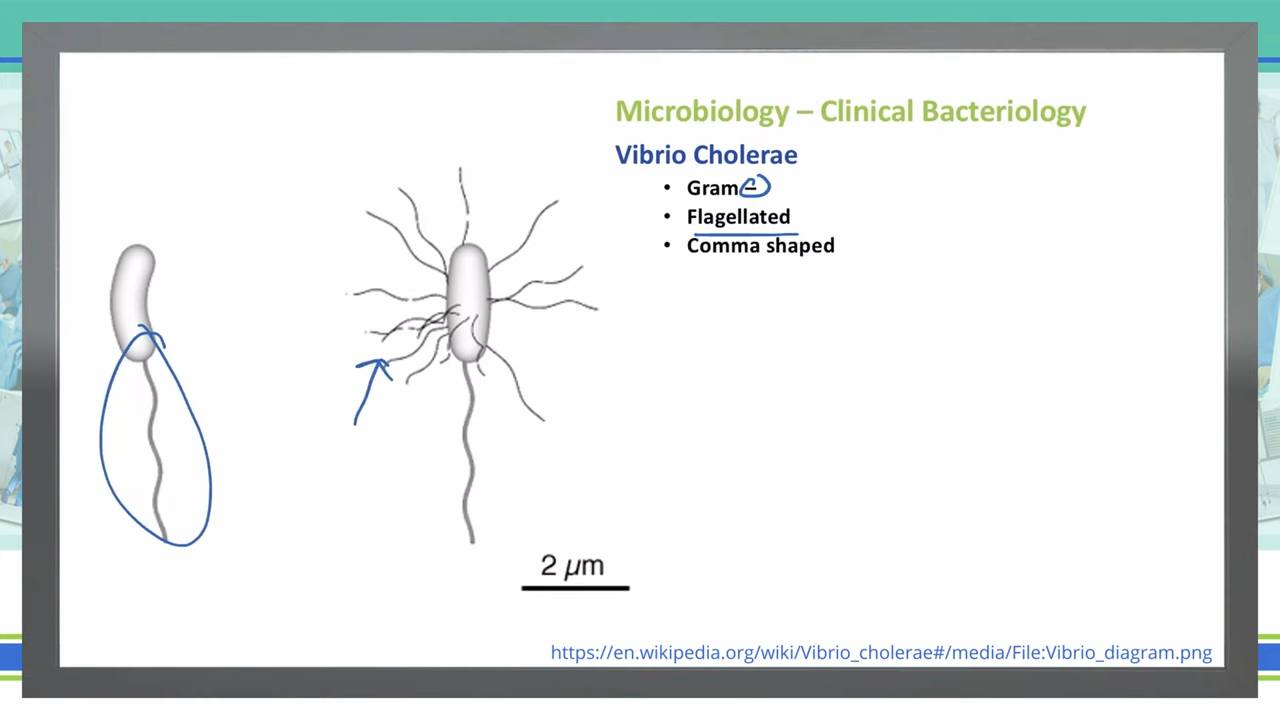 Microbiology – Clinical Bacteriology
Vibrio Cholerae
• Gram –
• Flagellated
• Comma shaped
2 µm
https://en.wikipedia.org/wiki/Vibrio_cholerae#/media/File:Vibrio_diagram.png